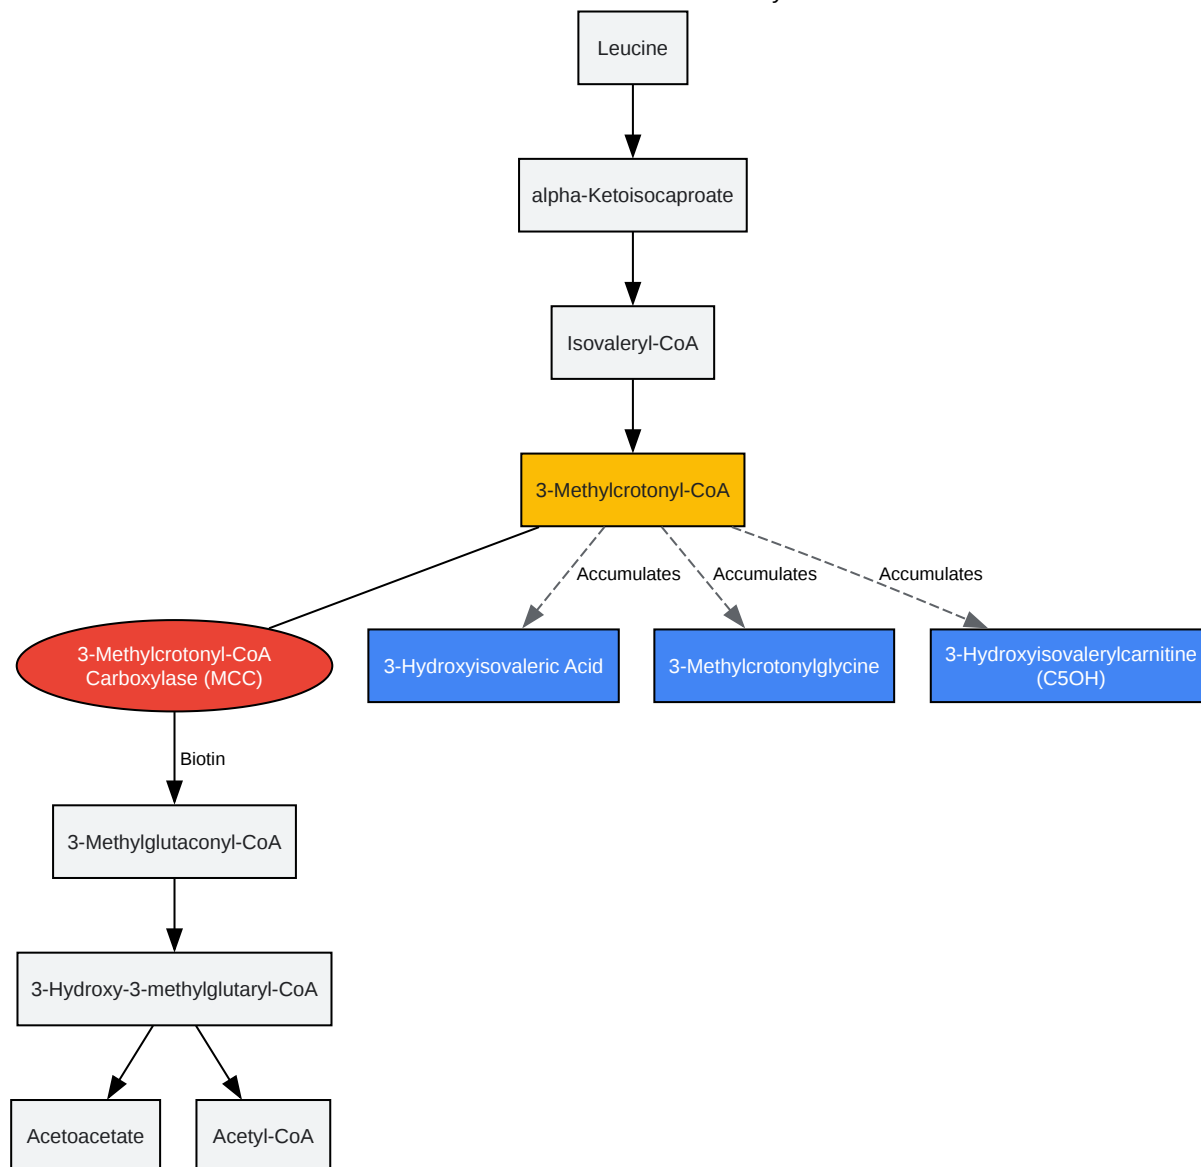 Leucine
alpha-Ketoisocaproate
Isovaleryl-CoA
3-Methylcrotonyl-CoA
Accumulates
Accumulates
Accumulates
3-Methylcrotonyl-CoA
Carboxylase (MCC)
3-Hydroxyisovaleric Acid
3-Methylcrotonylglycine
3-Hydroxyisovalerylcarnitine
(C5OH)
Biotin
3-Methylglutaconyl-CoA
3-Hydroxy-3-methylglutaryl-CoA
Acetoacetate
Acetyl-CoA